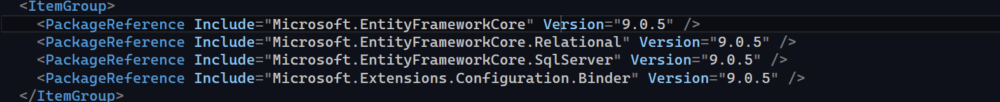 <ItemGroup>
<PackageReference Include="Microsoft.EntityFrameworkCore" Version="9.0.5" />
<PackageReference Include="Microsoft.EntityFrameworkCore.Relational" Version="9.0.5" />
<PackageReference Include="Microsoft.EntityFrameworkCore.SqlServer" Version="9.0.5" />
<PackageReference Include="Microsoft.Extensions.Configuration.Binder" Version="9.0.5" />
</ItemGroup>